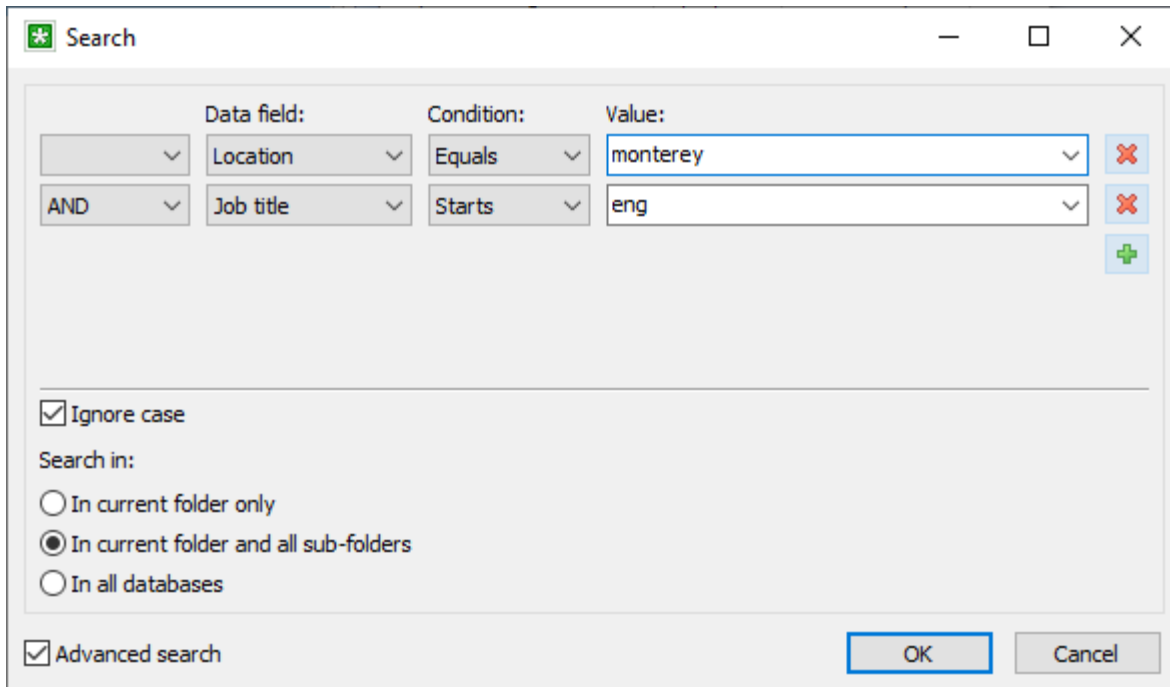 Search
Data field: Condition: Value:
Location Equals monterey
AND Job title Starts eng
Ignore case
Search in:
In current folder only
In current folder and all sub-folders
In all databases
Advanced search OK Cancel